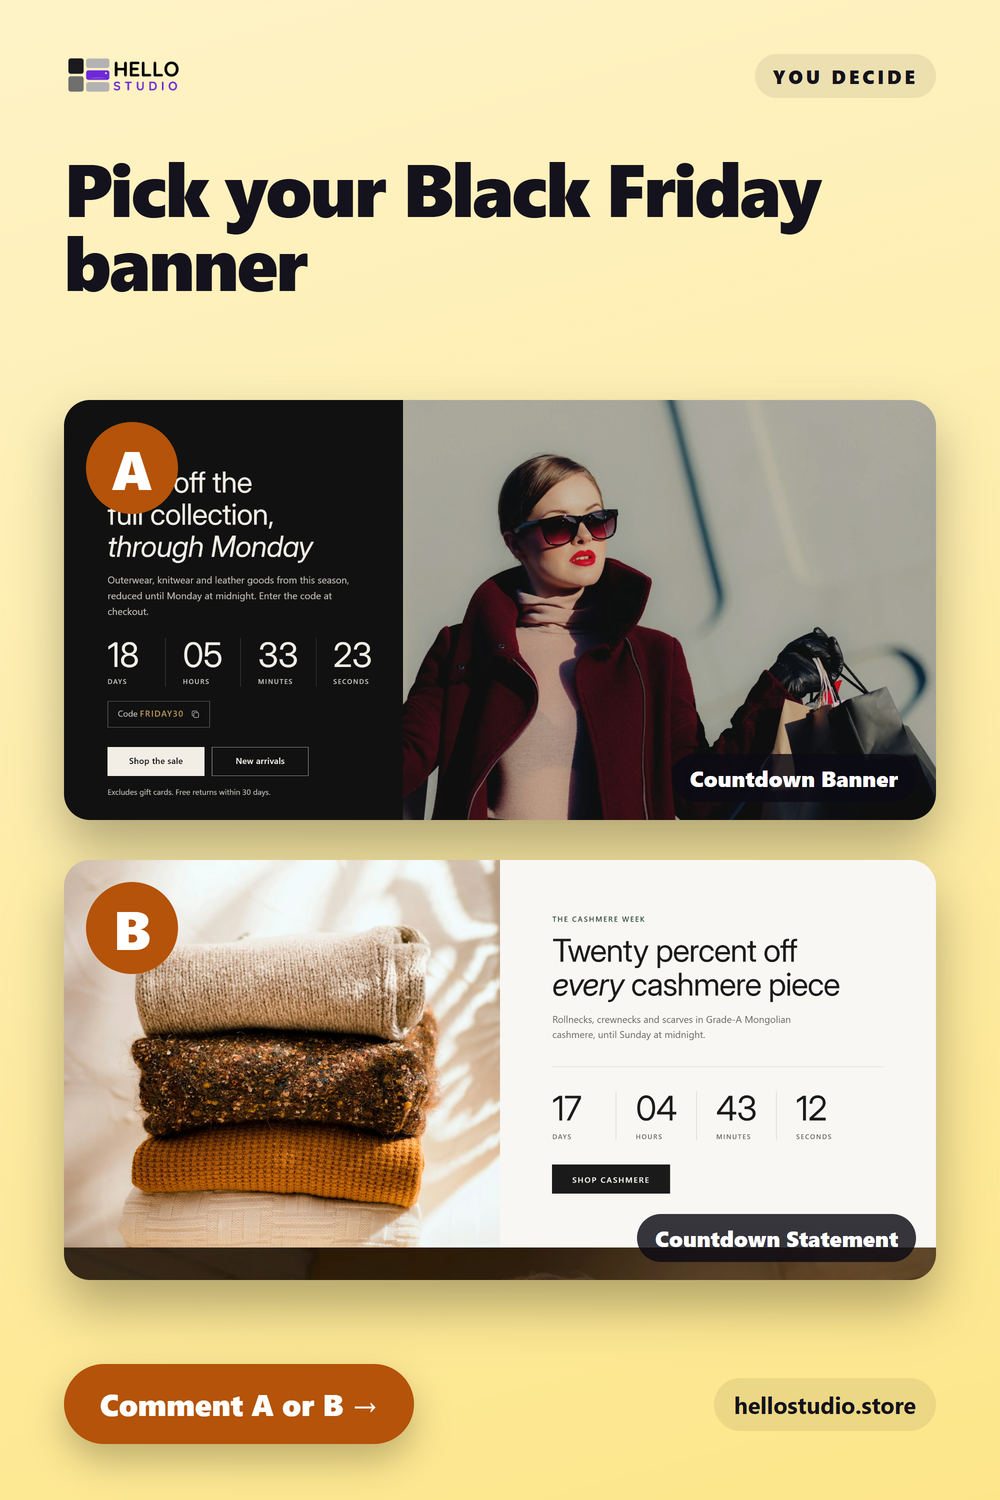 HELLO
STUDIO
YOU DECIDE
Pick your Black Friday
banner
A
off the
full collection,
through Monday
Outerwear, knitwear and leather goods from this season,
reduced until Monday at midnight. Enter the code at
checkout.
18 05 33 23
DAYS HOURS MINUTES SECONDS
Code FRIDAY30
Shop the sale New arrivals
Excludes gift cards. Free returns within 30 days.
Countdown Banner
B
THE CASHMERE WEEK
Twenty percent off
every cashmere piece
Rollnecks, crewnecks and scarves in Grade-A Mongolian
cashmere, until Sunday at midnight.
17 04 43 12
DAYS HOURS MINUTES SECONDS
SHOP CASHMERE
Countdown Statement
Comment A or B →
hellostudio.store